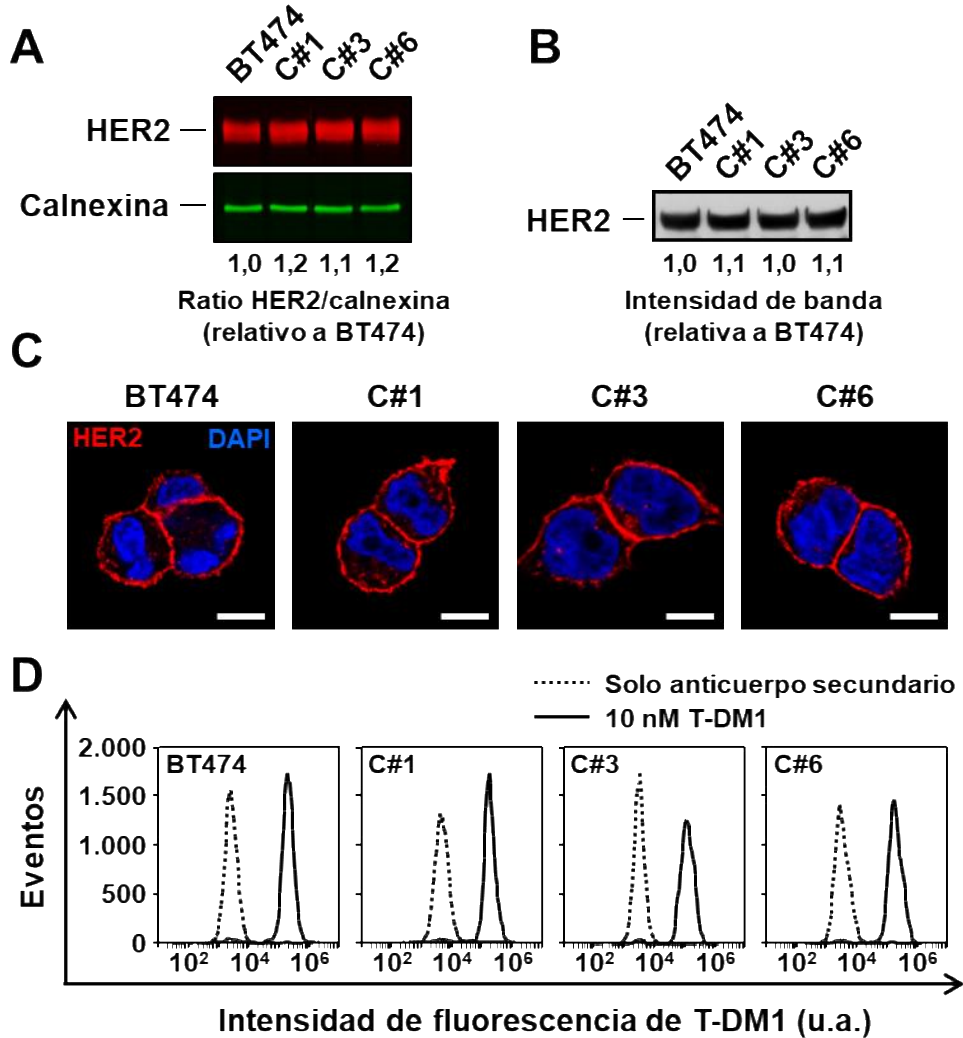 A
BT474 C#1 C#3 C#6
HER2
Calnexina
1,0 1,2 1,1 1,2
Ratio HER2/calnexina
(relativo a BT474)
B
BT474 C#1 C#3 C#6
HER2
1,0 1,1 1,0 1,1
Intensidad de banda
(relativa a BT474)
C
BT474 C#1 C#3 C#6
HER2 DAPI
D
Solo anticuerpo secundario
10 nM T-DM1
BT474 C#1 C#3 C#6
2.000
1.500
1.000
500
0
Eventos
10² 10⁴ 10⁶ 10² 10⁴ 10⁶ 10² 10⁴ 10⁶ 10² 10⁴ 10⁶
Intensidad de fluorescencia de T-DM1 (u.a.)